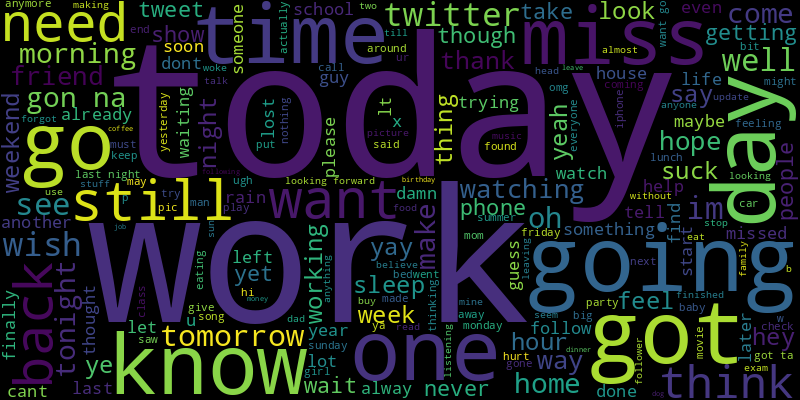 anymore
making
need
tweet
show
morning
friend
soon
dont
gon na
already
weekend
forgot
go
today
time
someone
school
actually
two
till
around
ur
call
guy
end
woke
talk
twitter
though
thank
want go
almost
take
look
even
come
getting
bit
miss
head
leave
omg
house
coming
life
might
say
update
anyone
iphone
everyone
well
maybe
feeling
hope
lunch
looking
suck
help
people
day
yesterday
waiting
night
lost
put
nothing
please
lt
x
picture
said
thing
trying
music
found
yeah
watch
must
keep
coffee
last night
following
stuff
may
try
ugh
looking forward
birthday
damn
watching
without
see
use
still
p
pic
man
play
rain
want
food
phone
oh
im
tell
car
stop
another
job
sun
work
summer
mom
friday
something
find
start
missed
eat
wish
left
yet
working
yay
make
believe
guess
leaving
going
next
family
b
back
tonight
class
eating
hi
money
anything
sleep
bedwent
thinking
mine
away
seem
big
party
feel
finished
baby
w
finally
thought
let
u
give
song
dad
buy
made
week
ya
read
monday
follow
later
check
hey
saw
tomorrow
year
sunday
one
listening
hurt
hour
gone
way
dinner
got
follower
movie
got ta
exam
cant
last
ye
know
lot
girl
wait
alway
never
home
done
dog
think